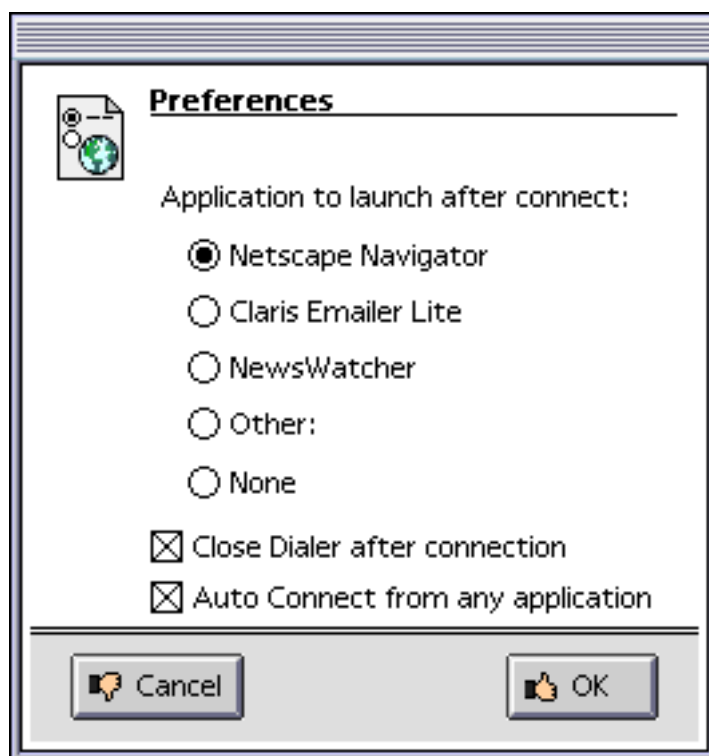 Preferences
Application to launch after connect:
Netscape Navigator
Claris Emailer Lite
NewsWatcher
Other:
None
Close Dialer after connection
Auto Connect from any application
Cancel
OK